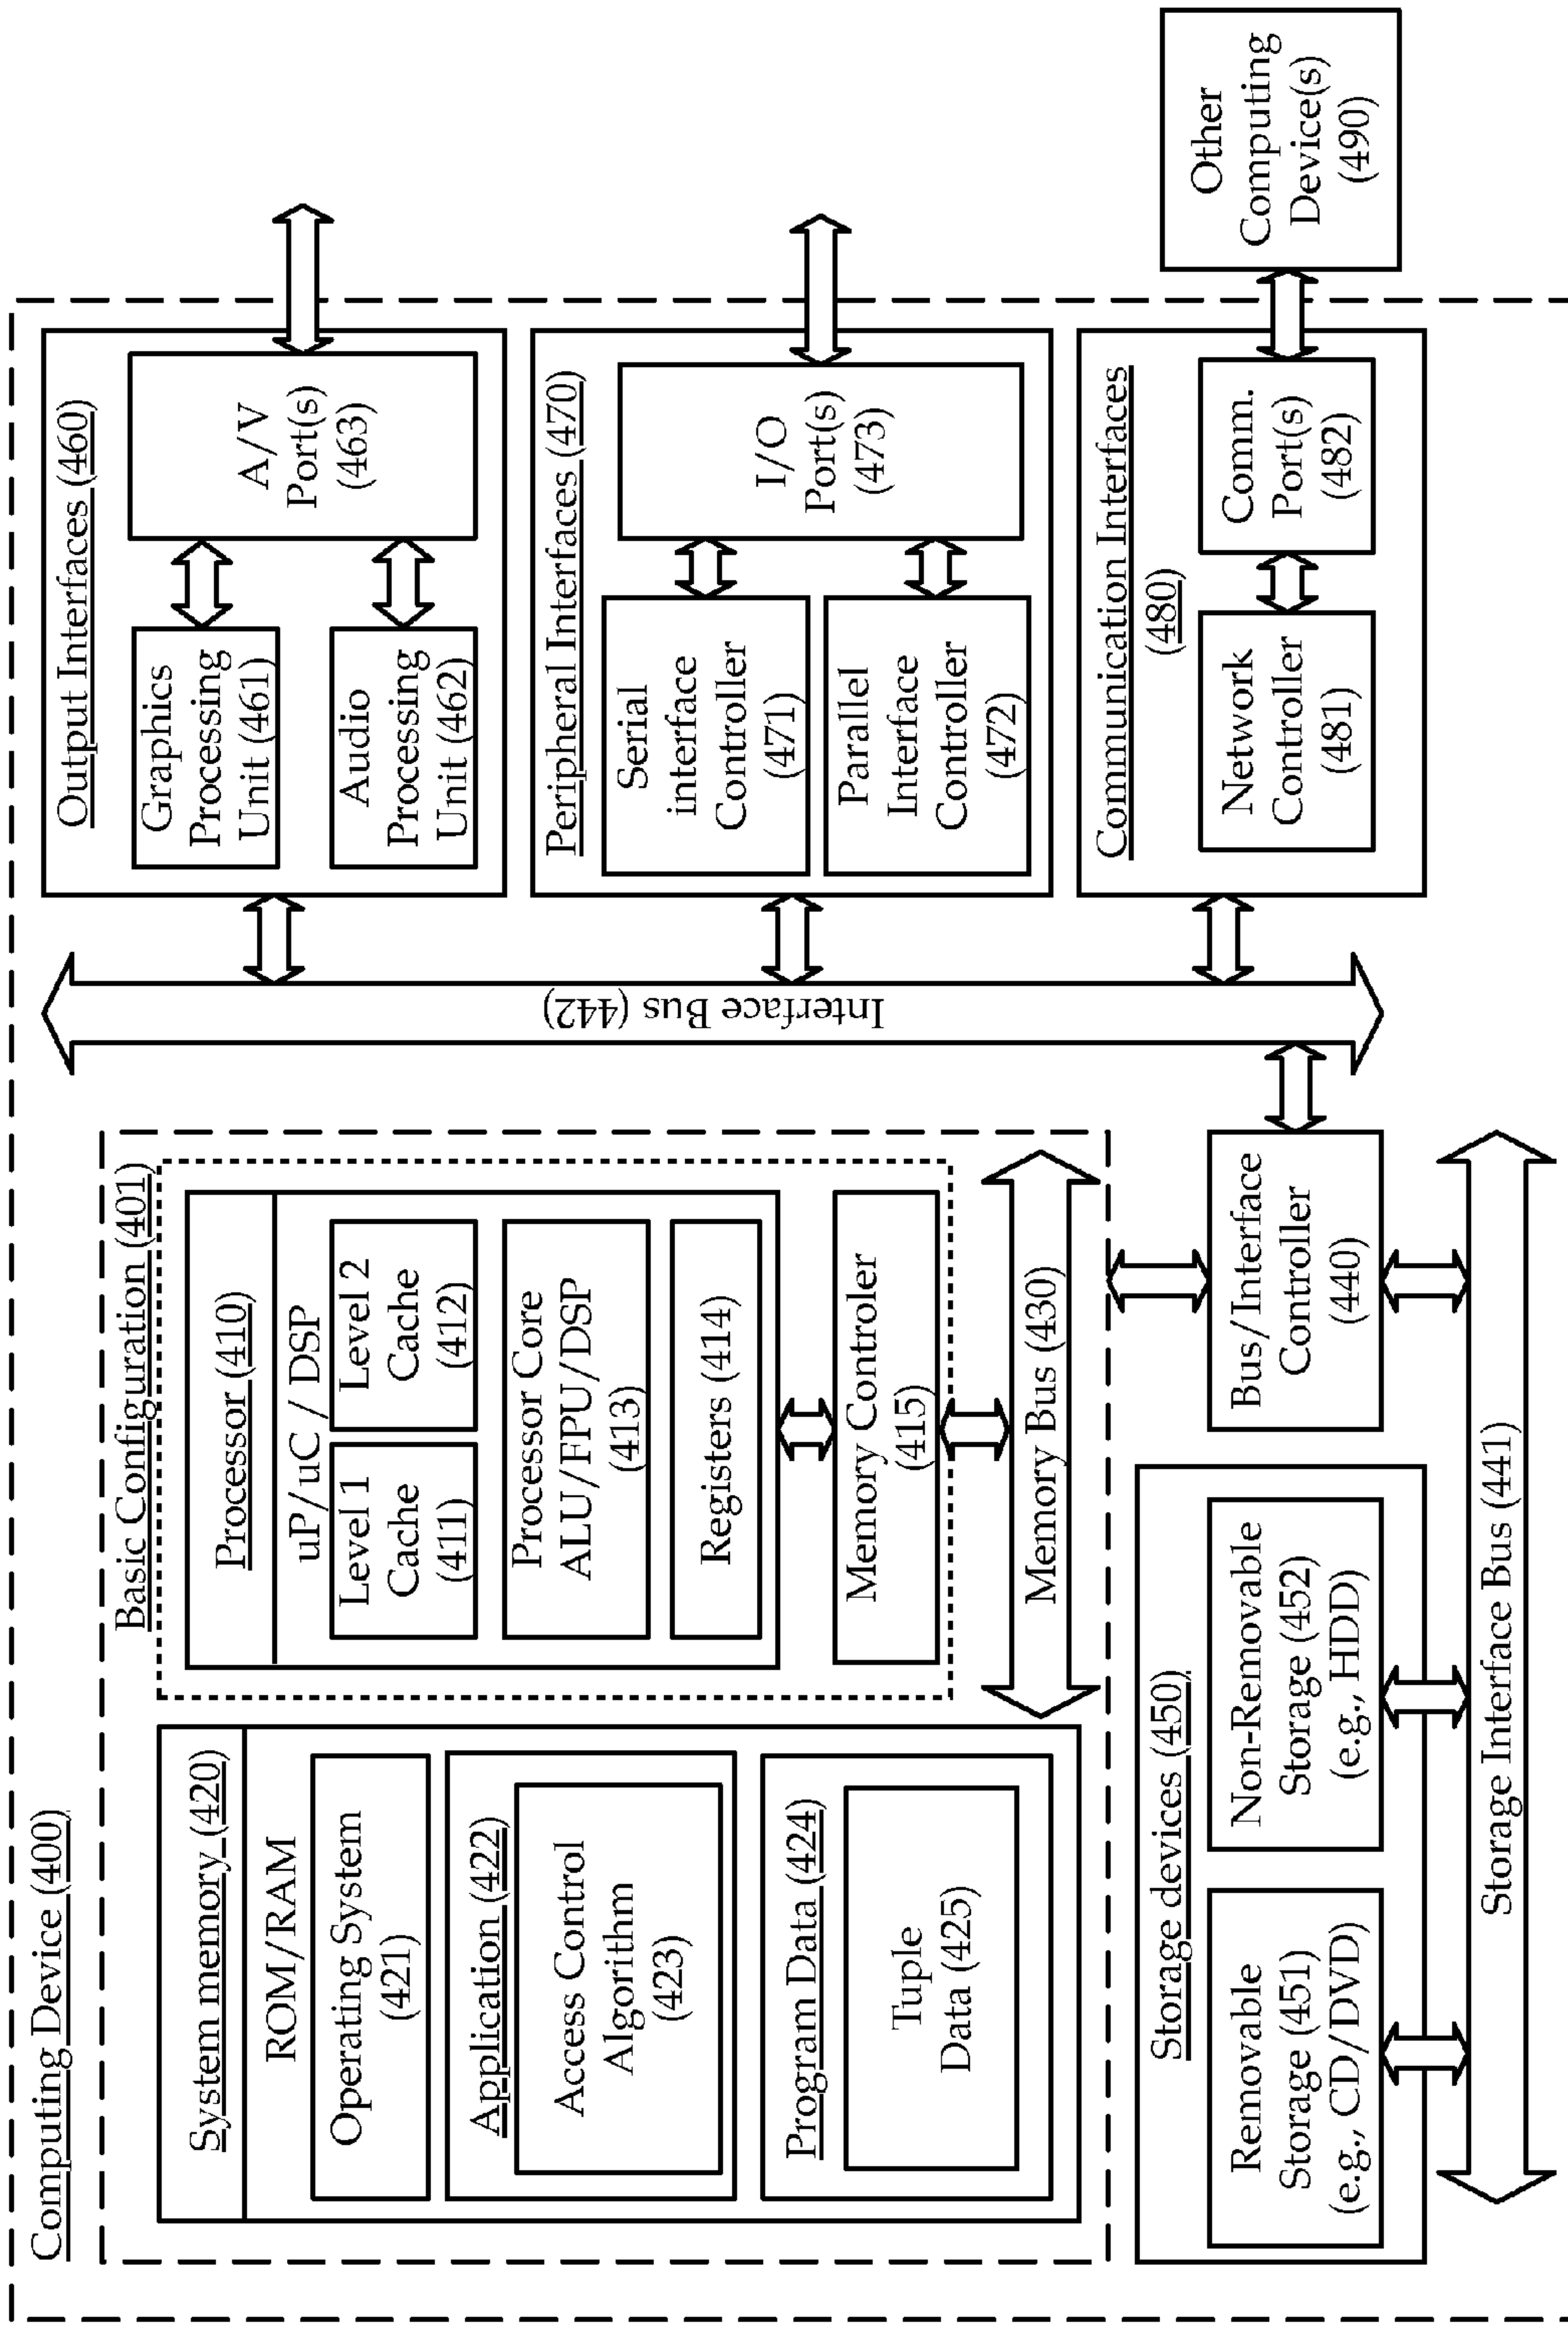 Computing Device (400)
Basic Configuration (401)
System memory (420)
ROM/RAM
Operating System
(421)
Application (422)
Access Control
Algorithm
(423)
Program Data (424)
Tuple
Data (425)
Processor (410)
uP/uC / DSP
Level 1
Cache
(411)
Level 2
Cache
(412)
Processor Core
ALU/FPU/DSP
(413)
Registers (414)
Memory Controler
(415)
Memory Bus (430)
Storage devices (450)
Removable
Storage (451)
(e.g., CD/DVD)
Non-Removable
Storage (452)
(e.g., HDD)
Bus/Interface
Controller
(440)
Storage Interface Bus (441)
Interface Bus (442)
Output Interfaces (460)
Graphics
Processing
Unit (461)
Audio
Processing
Unit (462)
A/V
Port(s)
(463)
Peripheral Interfaces (470)
Serial
interface
Controller
(471)
Parallel
Interface
Controller
(472)
I/O
Port(s)
(473)
Communication Interfaces
(480)
Network
Controller
(481)
Comm.
Port(s)
(482)
Other
Computing
Device(s)
(490)